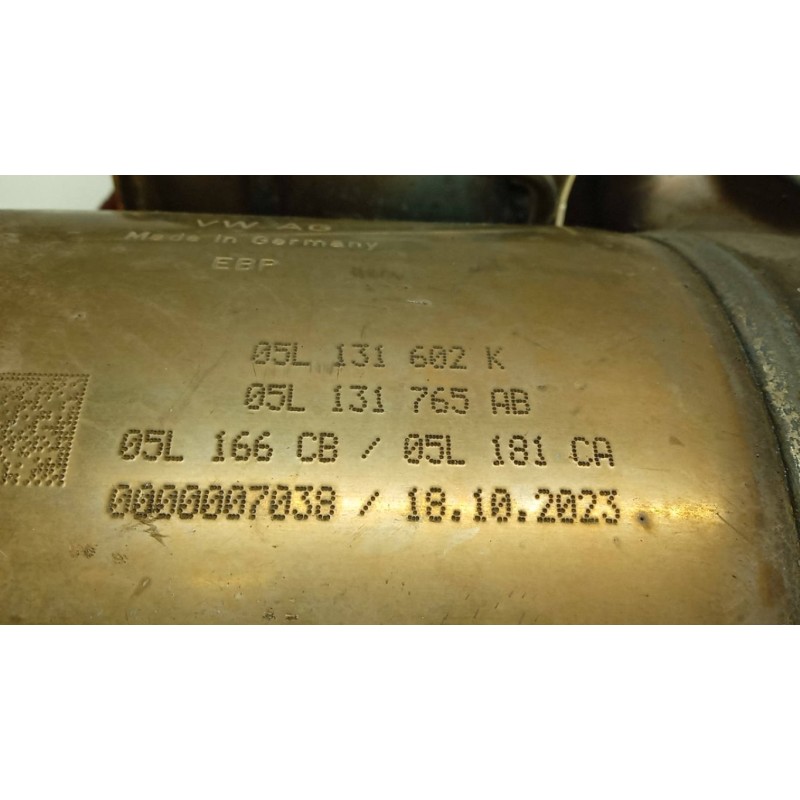 VW AG
Made in Germany
EBP
05L 131 602 K
05L 131 765 AB
05L 166 CB / 05L 181 CA
0000007038 / 18.10.2023